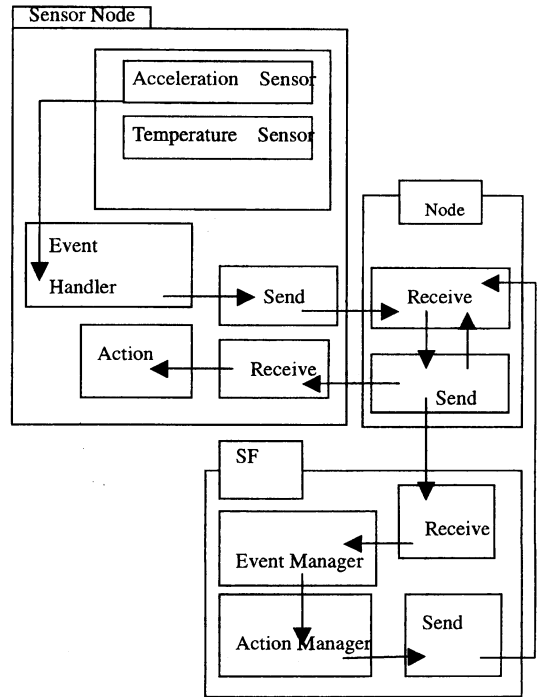 Sensor Node
Acceleration Sensor
Temperature Sensor
Node
Event
Handler
Send
Receive
Action
Receive
Send
SF
Receive
Event Manager
Action Manager
Send